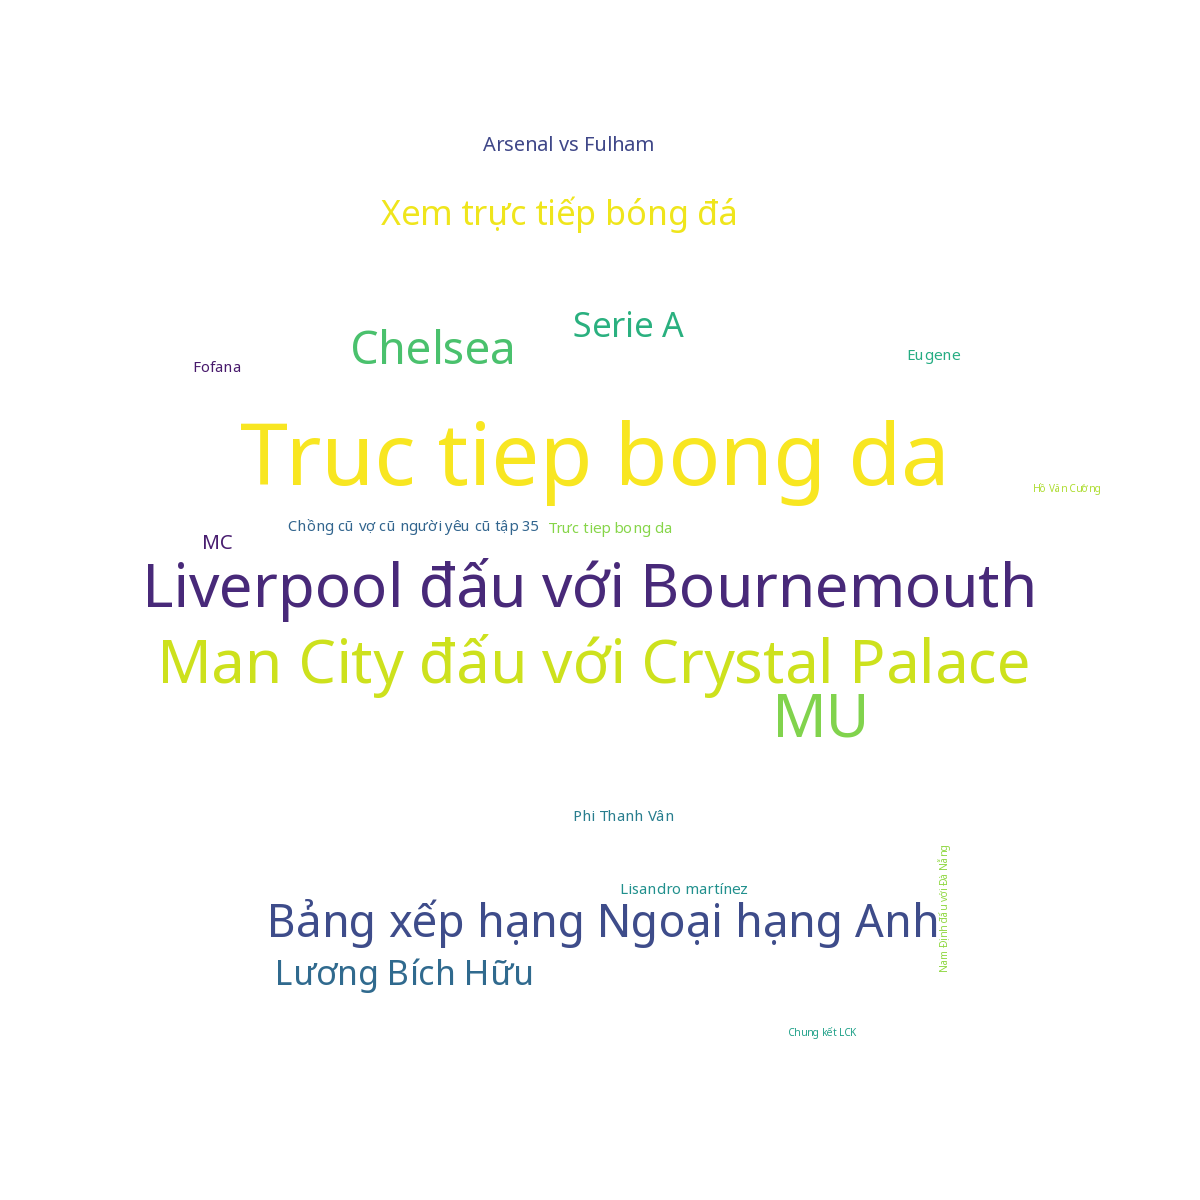 Arsenal vs Fulham
Xem trực tiếp bóng đá
Serie A
Chelsea
Eugene
Fofana
Truc tiep bong da
Hồ Văn Cường
Chồng cũ vợ cũ người yêu cũ tập 35
Trưc tiep bong da
MC
Liverpool đấu với Bournemouth
Man City đấu với Crystal Palace
MU
Phi Thanh Vân
Lisandro martínez
Bảng xếp hạng Ngoại hạng Anh
Nam Định đấu với Đà Nẵng
Lương Bích Hữu
Chung kết LCK